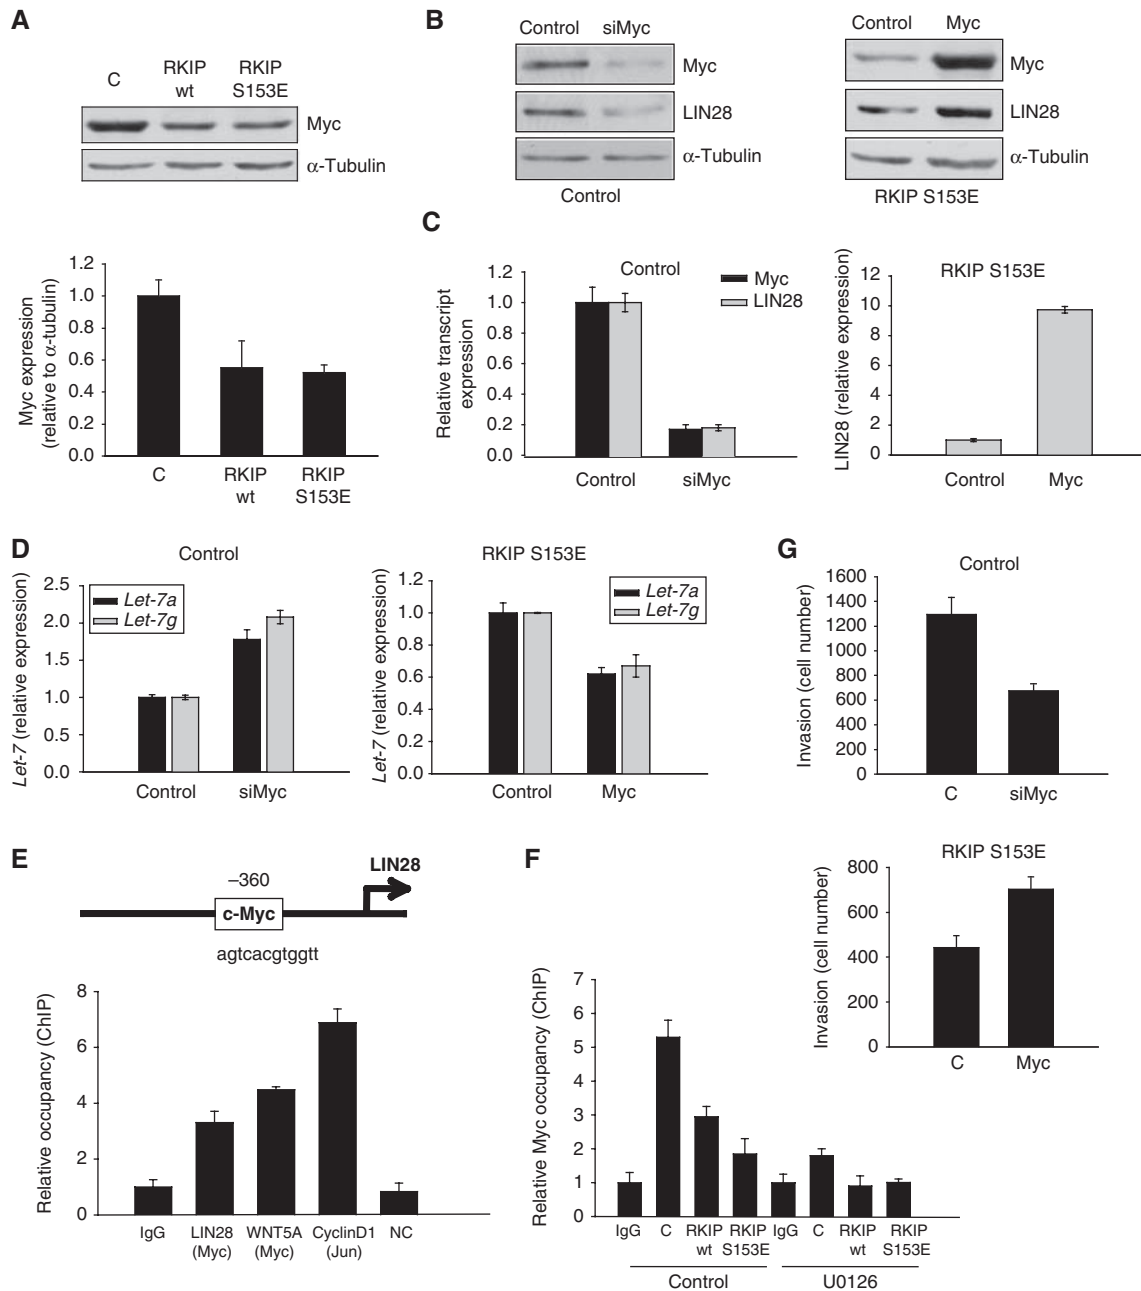 A
C
RKIP
wt
RKIP
S153E
Myc
α-Tubulin
Myc expression
(relative to α-tubulin)
1.2
1.0
0.8
0.6
0.4
0.2
0.0
C
RKIP
wt
RKIP
S153E
B
Control
siMyc
Myc
LIN28
α-Tubulin
Control
Control
Myc
Myc
LIN28
α-Tubulin
RKIP S153E
C
Control
Relative transcript
expression
1.2
1.0
0.8
0.6
0.4
0.2
0.0
Myc
LIN28
Control
siMyc
RKIP S153E
LIN28 (relative expression)
12
10
8
6
4
2
0
Control
Myc
D
Control
Let-7 (relative expression)
2.5
2.0
1.5
1.0
0.5
0.0
Let-7a
Let-7g
Control
siMyc
RKIP S153E
Let-7 (relative expression)
1.2
1.0
0.8
0.6
0.4
0.2
0.0
Let-7a
Let-7g
Control
Myc
G
Control
Invasion (cell number)
1600
1400
1200
1000
800
600
400
200
0
C
siMyc
RKIP S153E
Invasion (cell number)
800
600
400
200
0
C
Myc
E
–360
LIN28
c-Myc
agtcacgtggtt
Relative occupancy (ChIP)
8
6
4
2
0
IgG
LIN28
(Myc)
WNT5A
(Myc)
CyclinD1
(Jun)
NC
F
Relative Myc occupancy (ChIP)
7
6
5
4
3
2
1
0
IgG
C
RKIP
wt
RKIP
S153E
IgG
C
RKIP
wt
RKIP
S153E
Control
U0126